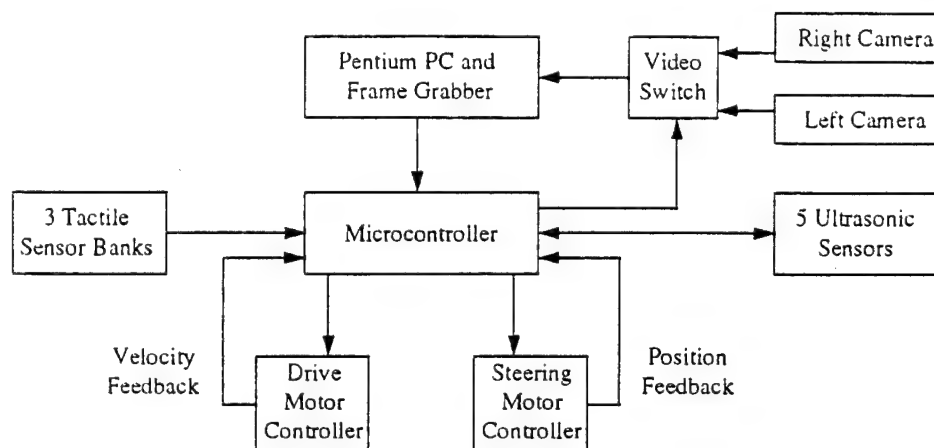 Right Camera
Pentium PC and
Frame Grabber
Video
Switch
Left Camera
3 Tactile
Sensor Banks
Microcontroller
5 Ultrasonic
Sensors
Velocity
Feedback
Drive
Motor
Controller
Steering
Motor
Controller
Position
Feedback